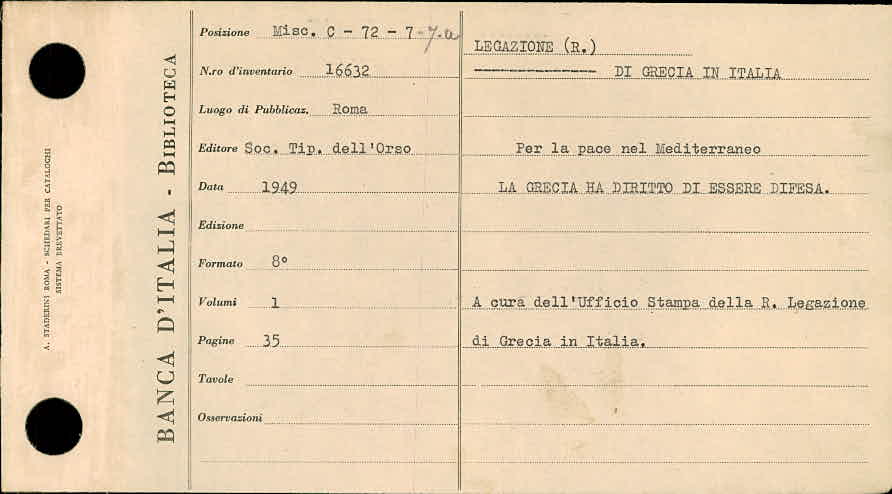 A. STADERINI ROMA - SCHEDARI PER CATALOGHI
SISTEMA BREVETTATO
BANCA D'ITALIA - BIBLIOTECA
Posizione Misc. C - 72 - 7 - 7.a
N.ro d'inventario 16632
Luogo di Pubblicaz. Roma
Editore Soc. Tip. dell'Orso
Data 1949
Edizione
Formato 8°
Volumi 1
Pagine 35
Tavole
Osservazioni
LEGAZIONE (R.)
DI GRECIA IN ITALIA
Per la pace nel Mediterraneo
LA GRECIA HA DIRITTO DI ESSERE DIFESA.
A cura dell'Ufficio Stampa della R. Legazione
di Grecia in Italia.